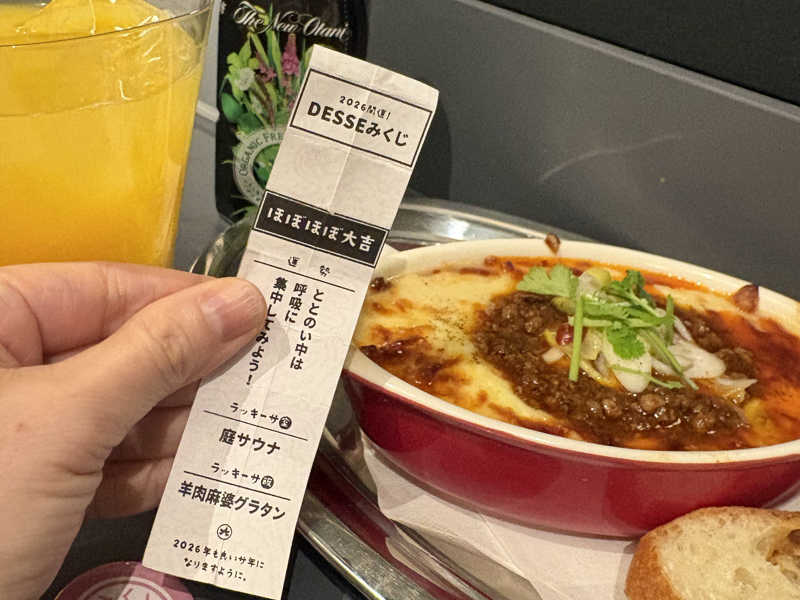 The New Otani
ORGANIC FRE
2026開運!
DESSEみくじ
ほぼほぼ大吉
運勢
ととのい中は
呼吸に
集中してみよう!
ラッキーサ室
庭サウナ
ラッキーサ飯
羊肉麻婆グラタン
2026年も良いサ年に
なりますように。